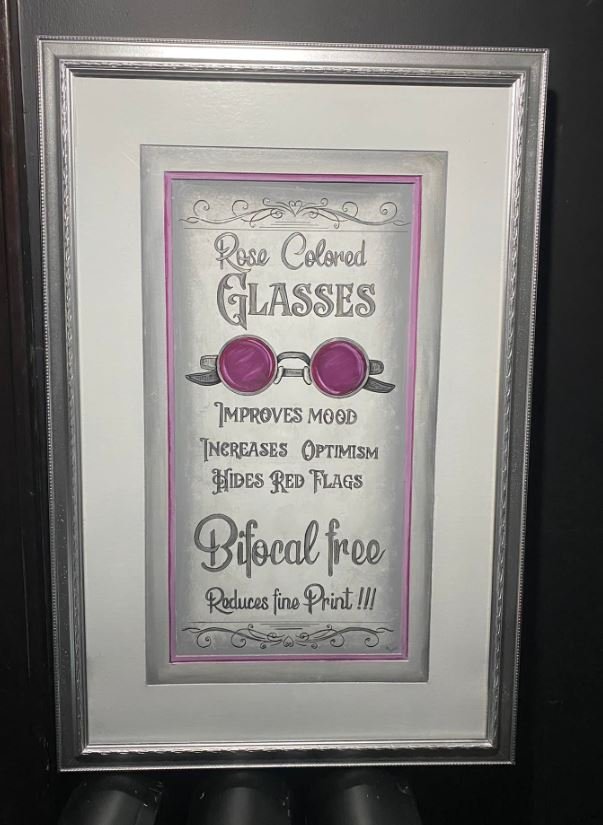 Rose Colored
GLASSES
IMPROVES MOOD
INCREASES OPTIMISM
HIDES RED FLAGS
Bifocal free
Reduces fine Print !!!